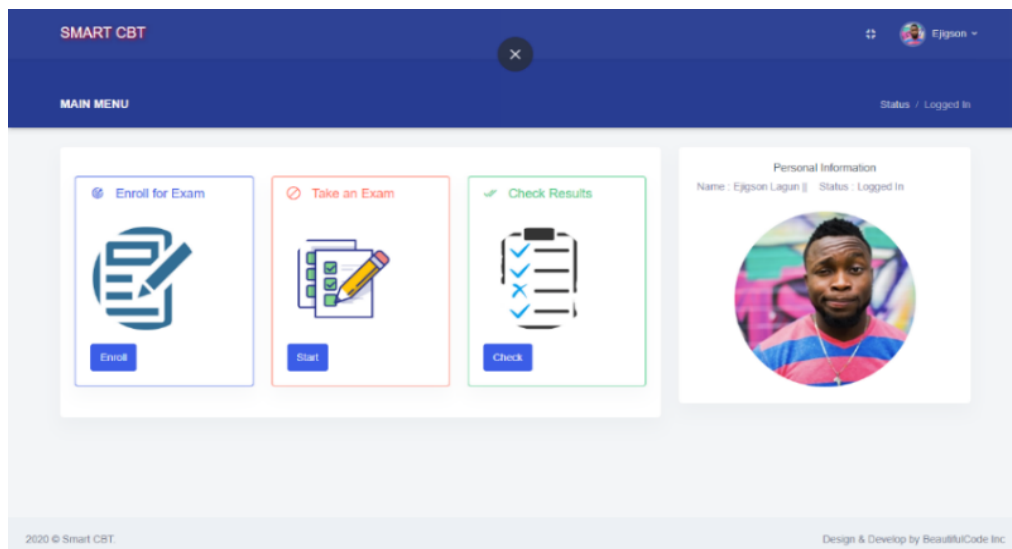 SMART CBT
Ejigson
MAIN MENU
Status / Logged In
Enroll for Exam
Take an Exam
Check Results
Enroll
Start
Check
Personal Information
Name : Ejigson Lagun || Status : Logged In
2020 © Smart CBT.
Design & Develop by BeautifulCode Inc